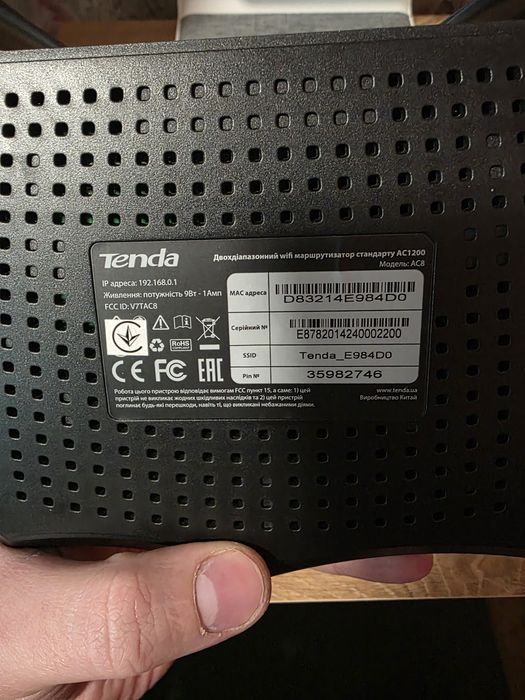 Tenda
Двохдіапазонний wifi маршрутизатор стандарту AC1200
Модель: AC8
IP адреса: 192.168.0.1
Живлення: потужність 9Вт - 1Амп
FCC ID: V7TAC8
MAC адреса
D83214E984D0
Серійний №
E8782014240002200
SSID
Tenda_E984D0
Pin №
35982746
RoHS
CE FC EAC
Робота цього пристрою відповідає вимогам FCC пункт 15, а саме: 1) цей
пристрій не викликає жодних шкідливих наслідків та 2) цей пристрій
поглинає будь-які перешкоди, навіть ті, що викликані небажаними діями.
www.tenda.ua
Виробництво Китай